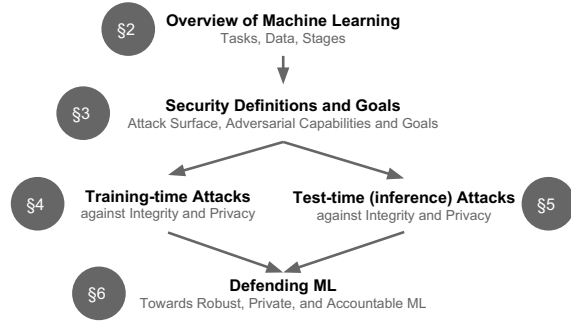 §2
Overview of Machine Learning
Tasks, Data, Stages
§3
Security Definitions and Goals
Attack Surface, Adversarial Capabilities and Goals
§4
Training-time Attacks
against Integrity and Privacy
Test-time (inference) Attacks
against Integrity and Privacy
§5
§6
Defending ML
Towards Robust, Private, and Accountable ML